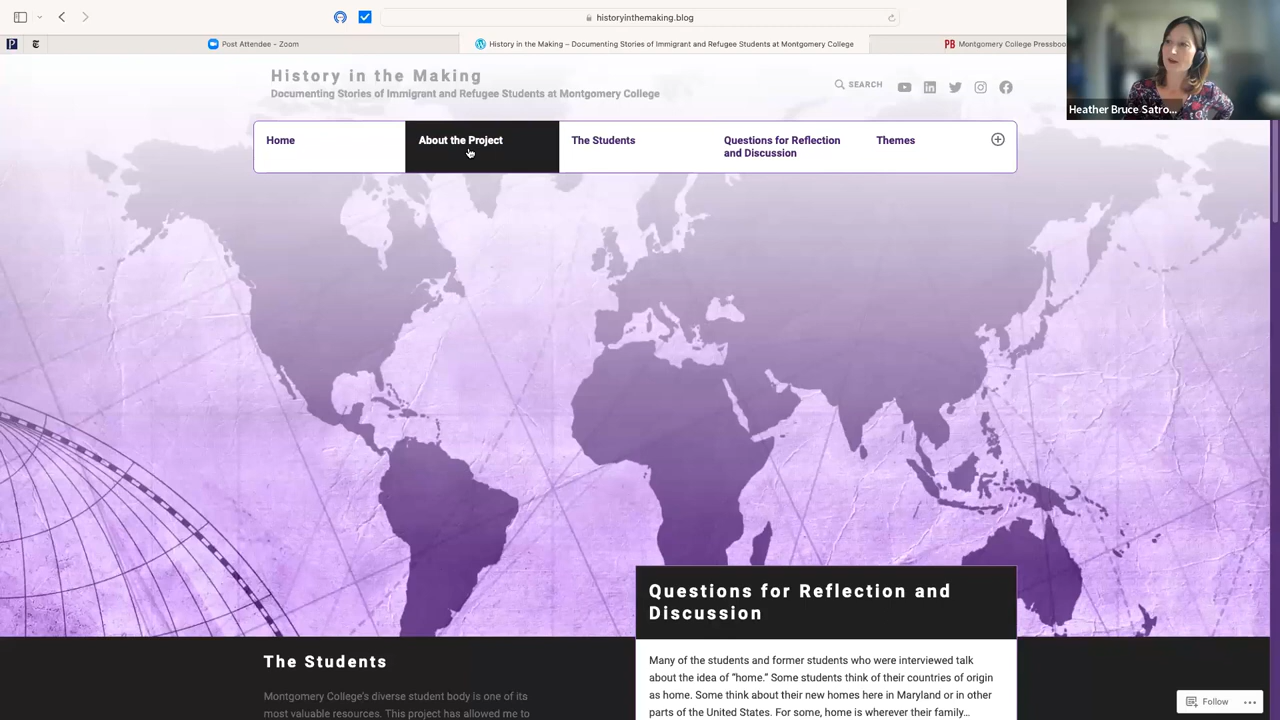 historyinthemaking.blog
Post Attendee - Zoom
History in the Making – Documenting Stories of Immigrant and Refugee Students at Montgomery College
PB Montgomery College Pressboo
Heather Bruce Satro...
History in the Making
Documenting Stories of Immigrant and Refugee Students at Montgomery College
SEARCH
Home
About the Project
The Students
Questions for Reflection
and Discussion
Themes
Questions for Reflection and
Discussion
Many of the students and former students who were interviewed talk
about the idea of “home.” Some students think of their countries of origin
as home. Some think about their new homes here in Maryland or in other
parts of the United States. For some, home is wherever their family…
The Students
Montgomery College’s diverse student body is one of its
most valuable resources. This project has allowed me to
Follow